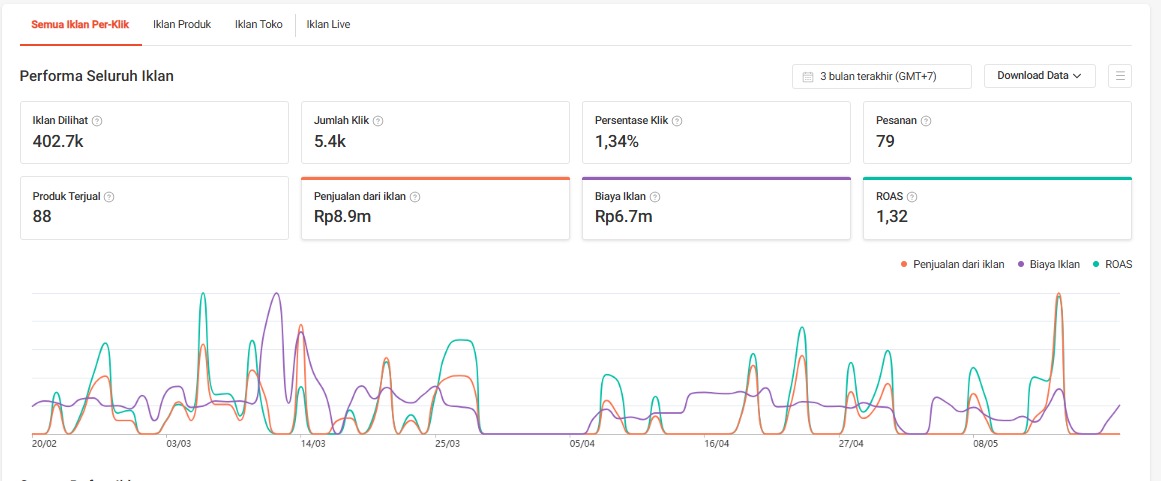 Semua Iklan Per-Klik Iklan Produk Iklan Toko Iklan Live
Performa Seluruh Iklan 3 bulan terakhir (GMT+7) Download Data
Iklan Dilihat Jumlah Klik Persentase Klik Pesanan
402.7k 5.4k 1,34% 79
Produk Terjual Penjualan dari iklan Biaya Iklan ROAS
88 Rp8.9m Rp6.7m 1,32
Penjualan dari iklan Biaya Iklan ROAS
20/02 03/03 14/03 25/03 05/04 16/04 27/04 08/05